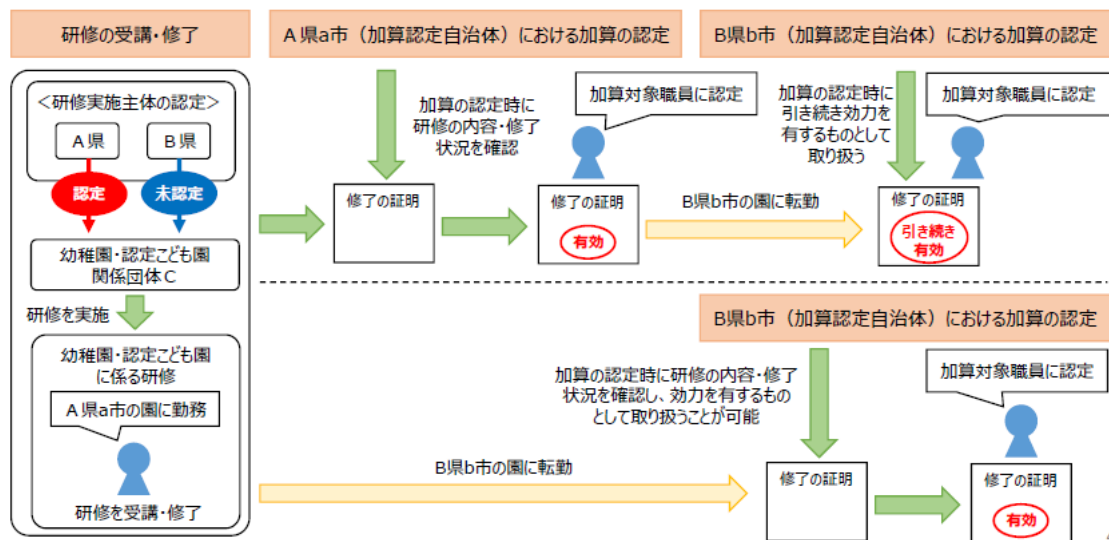 研修の受講・修了
<研修実施主体の認定>
A県
B県
認定
未認定
幼稚園・認定こども園
関係団体C
研修を実施
幼稚園・認定こども園
に係る研修
A県a市の園に勤務
研修を受講・修了
A県a市（加算認定自治体）における加算の認定
加算の認定時に
研修の内容・修了
状況を確認
加算対象職員に認定
修了の証明
修了の証明
有効
B県b市の園に転勤
B県b市（加算認定自治体）における加算の認定
加算の認定時に
引き続き効力を
有するものとして
取り扱う
加算対象職員に認定
修了の証明
引き続き
有効
B県b市（加算認定自治体）における加算の認定
加算の認定時に研修の内容・修了
状況を確認し、効力を有するもの
として取り扱うことが可能
加算対象職員に認定
B県b市の園に転勤
修了の証明
修了の証明
有効